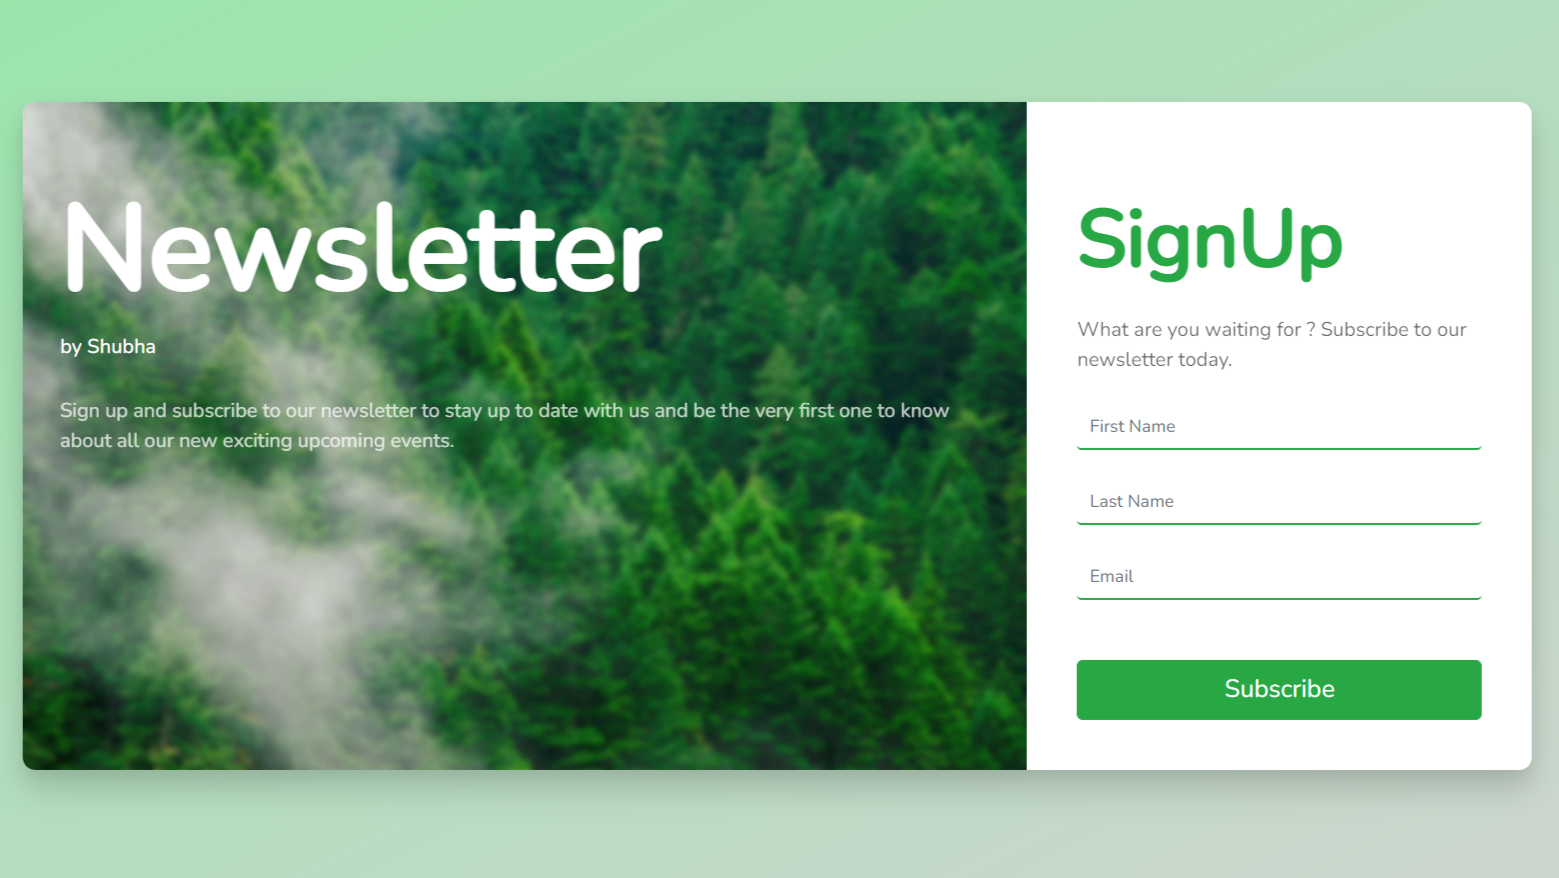 Newsletter
by Shubha
Sign up and subscribe to our newsletter to stay up to date with us and be the very first one to know
about all our new exciting upcoming events.
SignUp
What are you waiting for ? Subscribe to our
newsletter today.
First Name
Last Name
Email
Subscribe